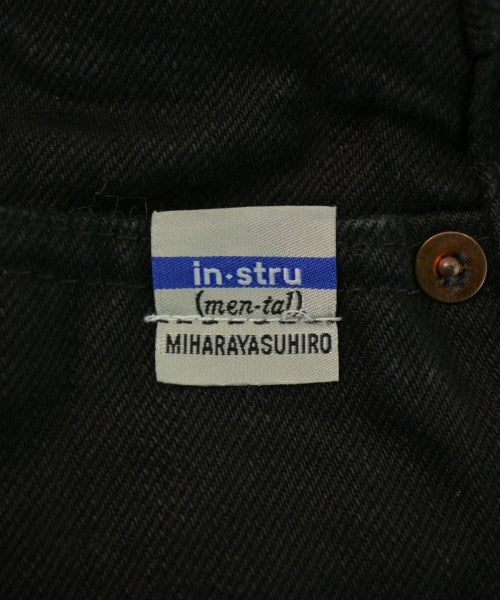 in·stru
(men-tal)
MIHARAYASUHIRO